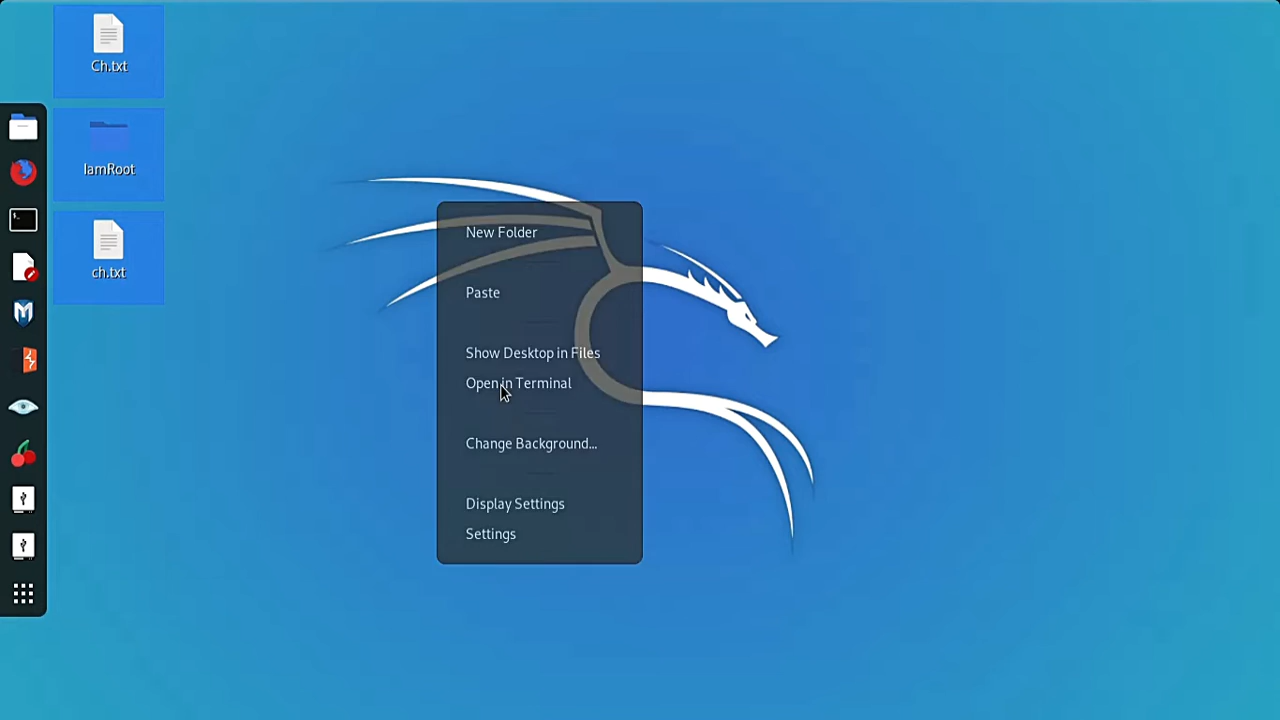 Ch.txt
IamRoot
ch.txt
New Folder
Paste
Show Desktop in Files
Open in Terminal
Change Background...
Display Settings
Settings